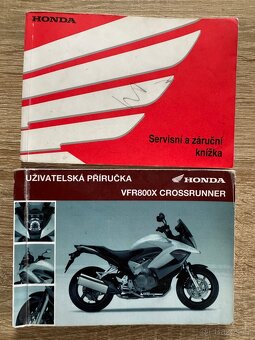 HONDA
Servisní a záruční
knížka
UŽIVATELSKÁ PŘÍRUČKA
HONDA
VFR800X CROSSRUNNER